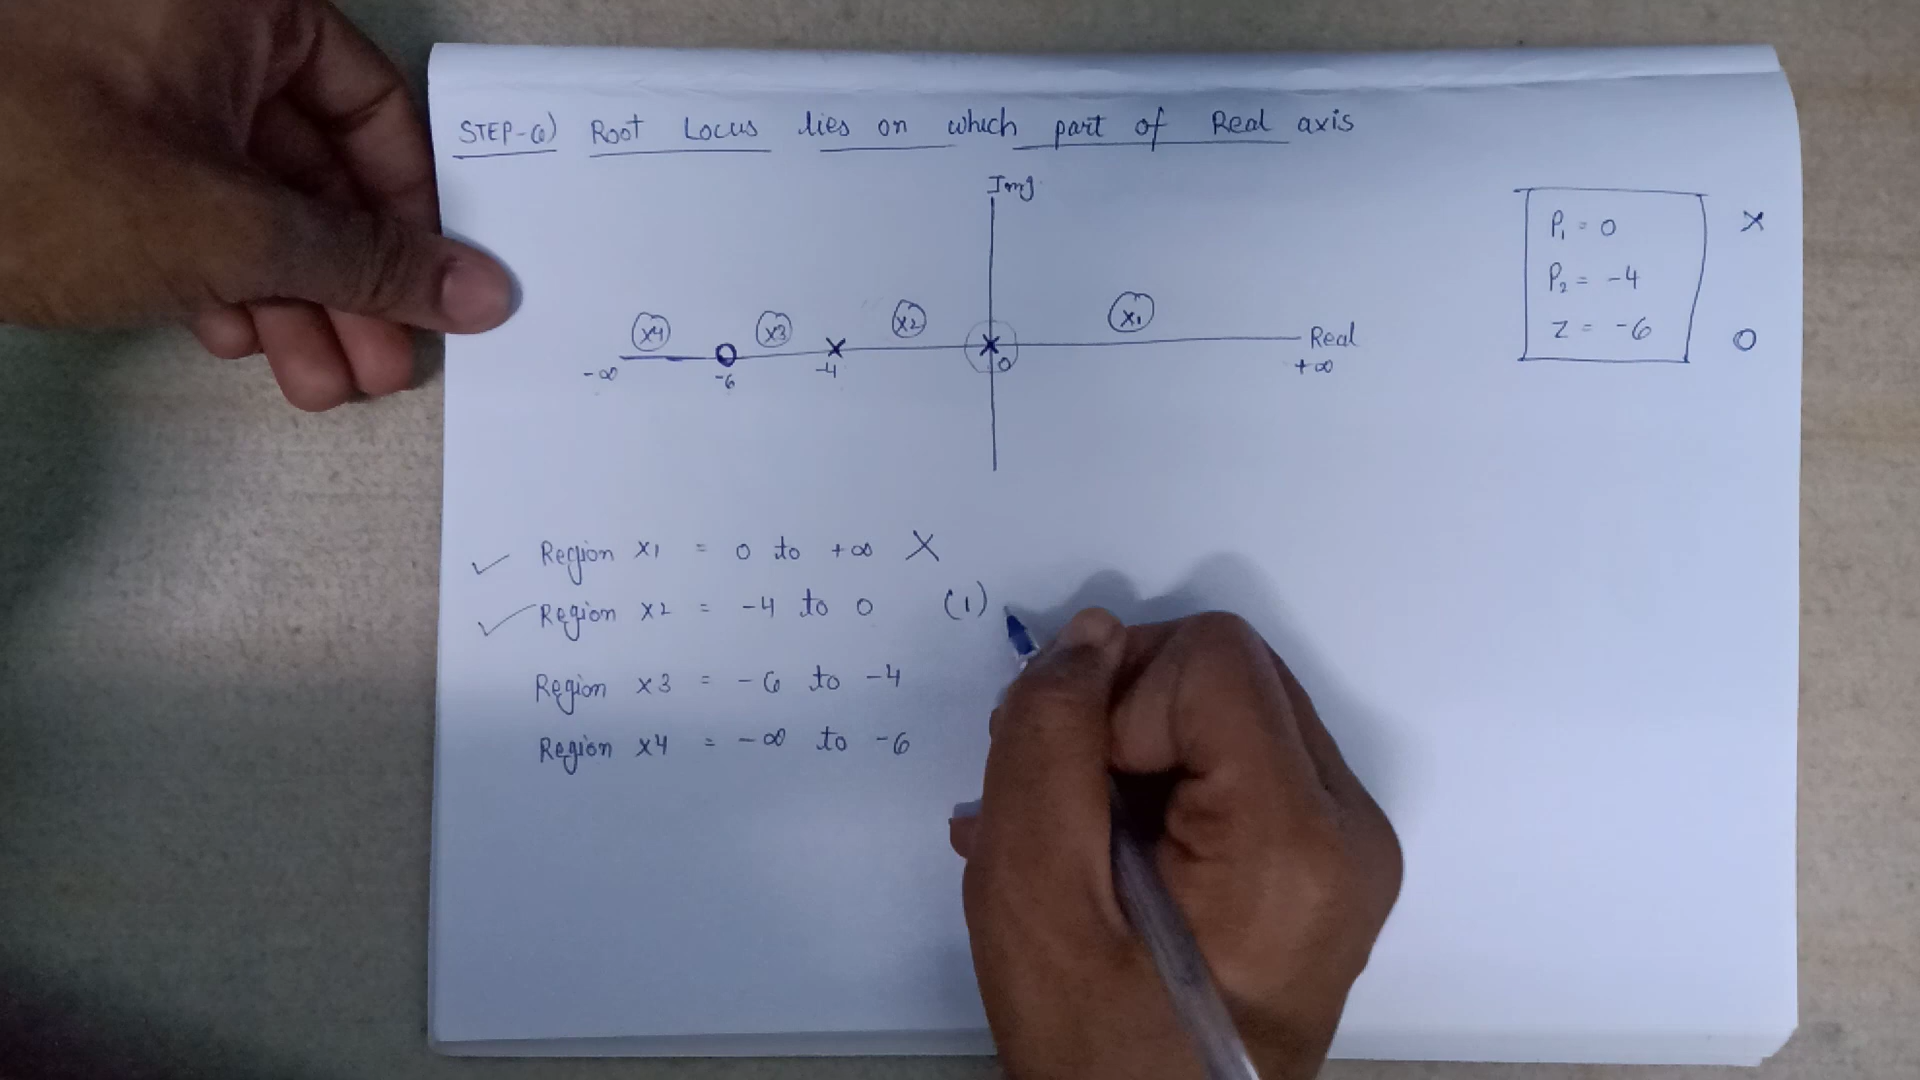 STEP-6) Root Locus lies on which part of Real axis
Img.
P₁ = 0 ×
P₂ = -4
Z = -6 O
x4 x3 x2 x1
Real
-∞ -6 -4 0 +∞
✓ Region x1 = 0 to +∞ X
✓ Region x2 = -4 to 0 (1)
Region x3 = -6 to -4
Region x4 = -∞ to -6